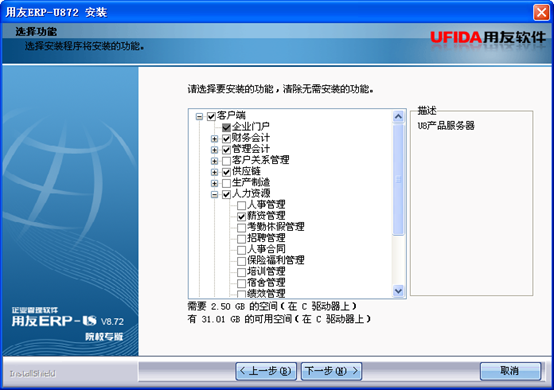 用友ERP-U872 安装
选择功能
选择安装程序将安装的功能。
UFIDA用友软件
请选择要安装的功能，清除无需安装的功能。
客户端
企业门户
财务会计
管理会计
客户关系管理
供应链
生产制造
人力资源
人事管理
薪资管理
考勤休假管理
招聘管理
人事合同
保险福利管理
培训管理
宿舍管理
绩效管理
描述
U8产品服务器
需要 2.50 GB 的空间(在 C 驱动器上)
有 31.01 GB 的可用空间(在 C 驱动器上)
企业管理软件
用友ERP-U8 V8.72
院校专版
InstallShield
< 上一步(B)
下一步(N) >
取消